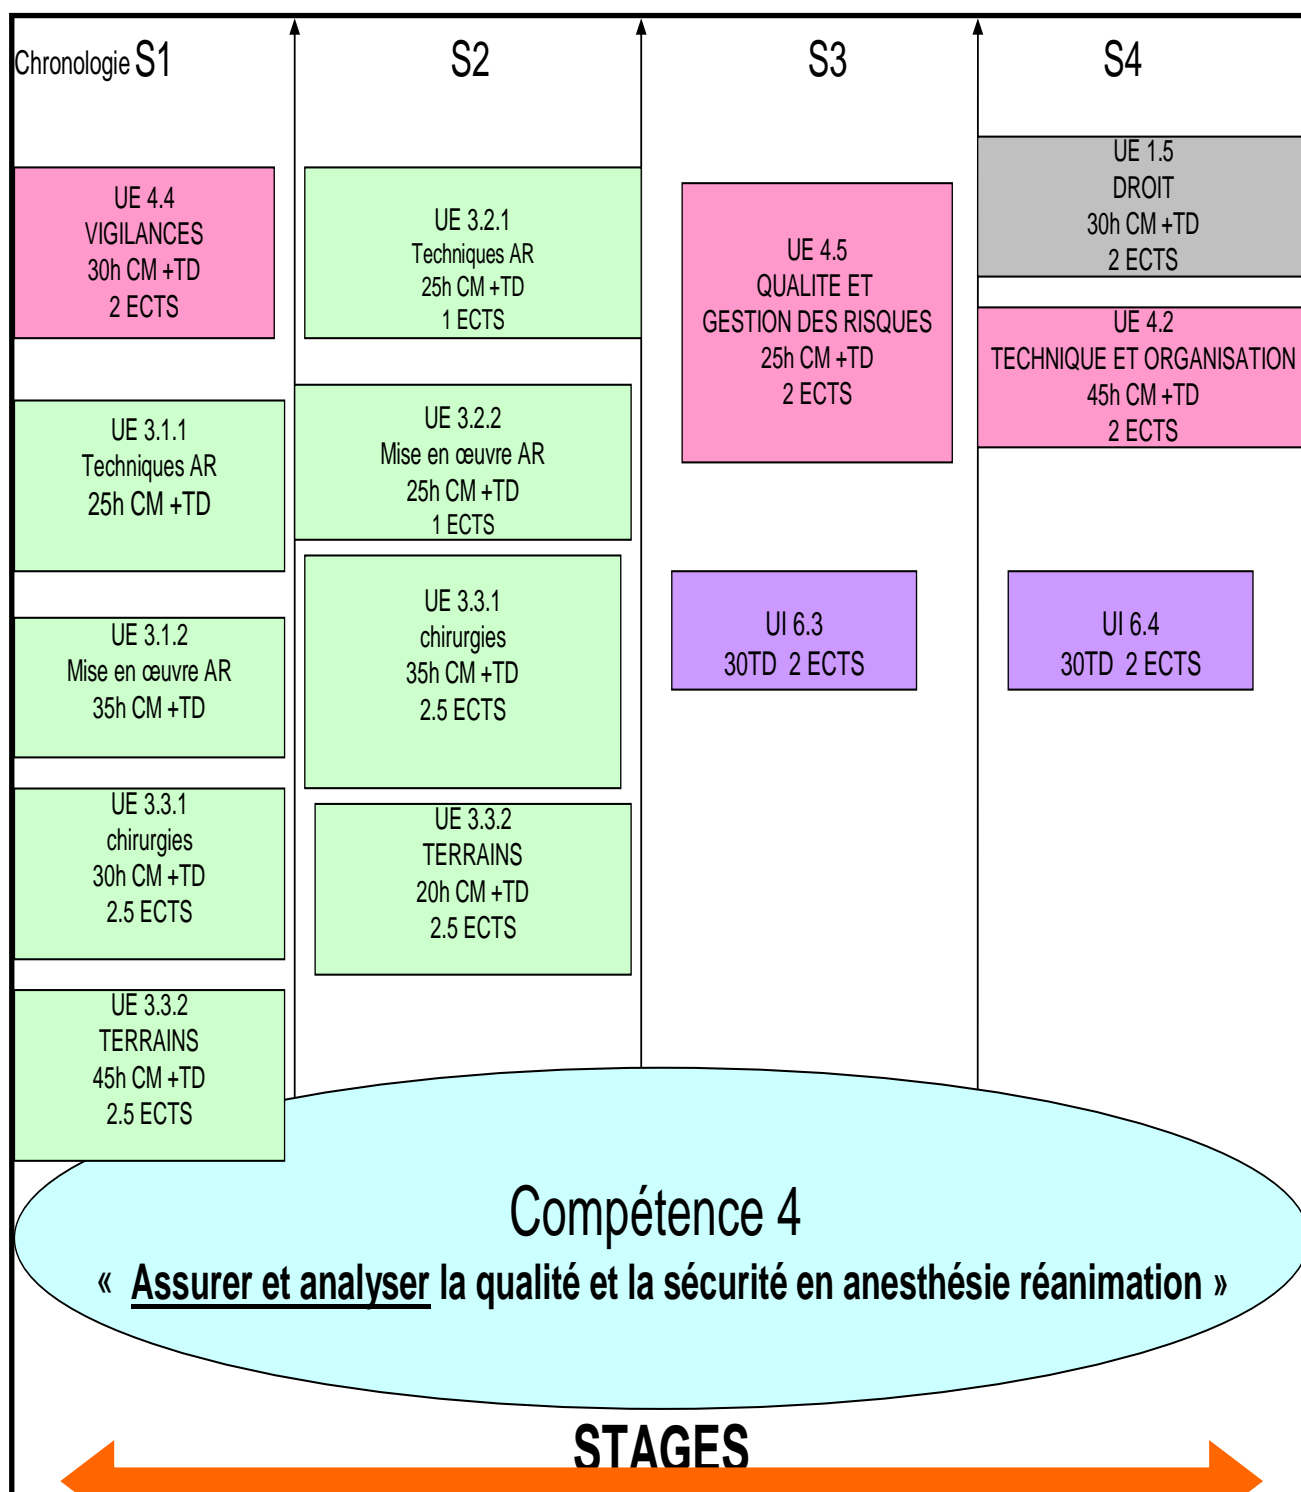 Chronologie S1
S2
S3
S4
UE 4.4
VIGILANCES
30h CM +TD
2 ECTS
UE 3.1.1
Techniques AR
25h CM +TD
UE 3.1.2
Mise en œuvre AR
35h CM +TD
UE 3.3.1
chirurgies
30h CM +TD
2.5 ECTS
UE 3.3.2
TERRAINS
45h CM +TD
2.5 ECTS
UE 3.2.1
Techniques AR
25h CM +TD
1 ECTS
UE 3.2.2
Mise en œuvre AR
25h CM +TD
1 ECTS
UE 3.3.1
chirurgies
35h CM +TD
2.5 ECTS
UE 3.3.2
TERRAINS
20h CM +TD
2.5 ECTS
UE 4.5
QUALITE ET
GESTION DES RISQUES
25h CM +TD
2 ECTS
UI 6.3
30TD 2 ECTS
UE 1.5
DROIT
30h CM +TD
2 ECTS
UE 4.2
TECHNIQUE ET ORGANISATION
45h CM +TD
2 ECTS
UI 6.4
30TD 2 ECTS
Compétence 4
« Assurer et analyser la qualité et la sécurité en anesthésie réanimation »
STAGES